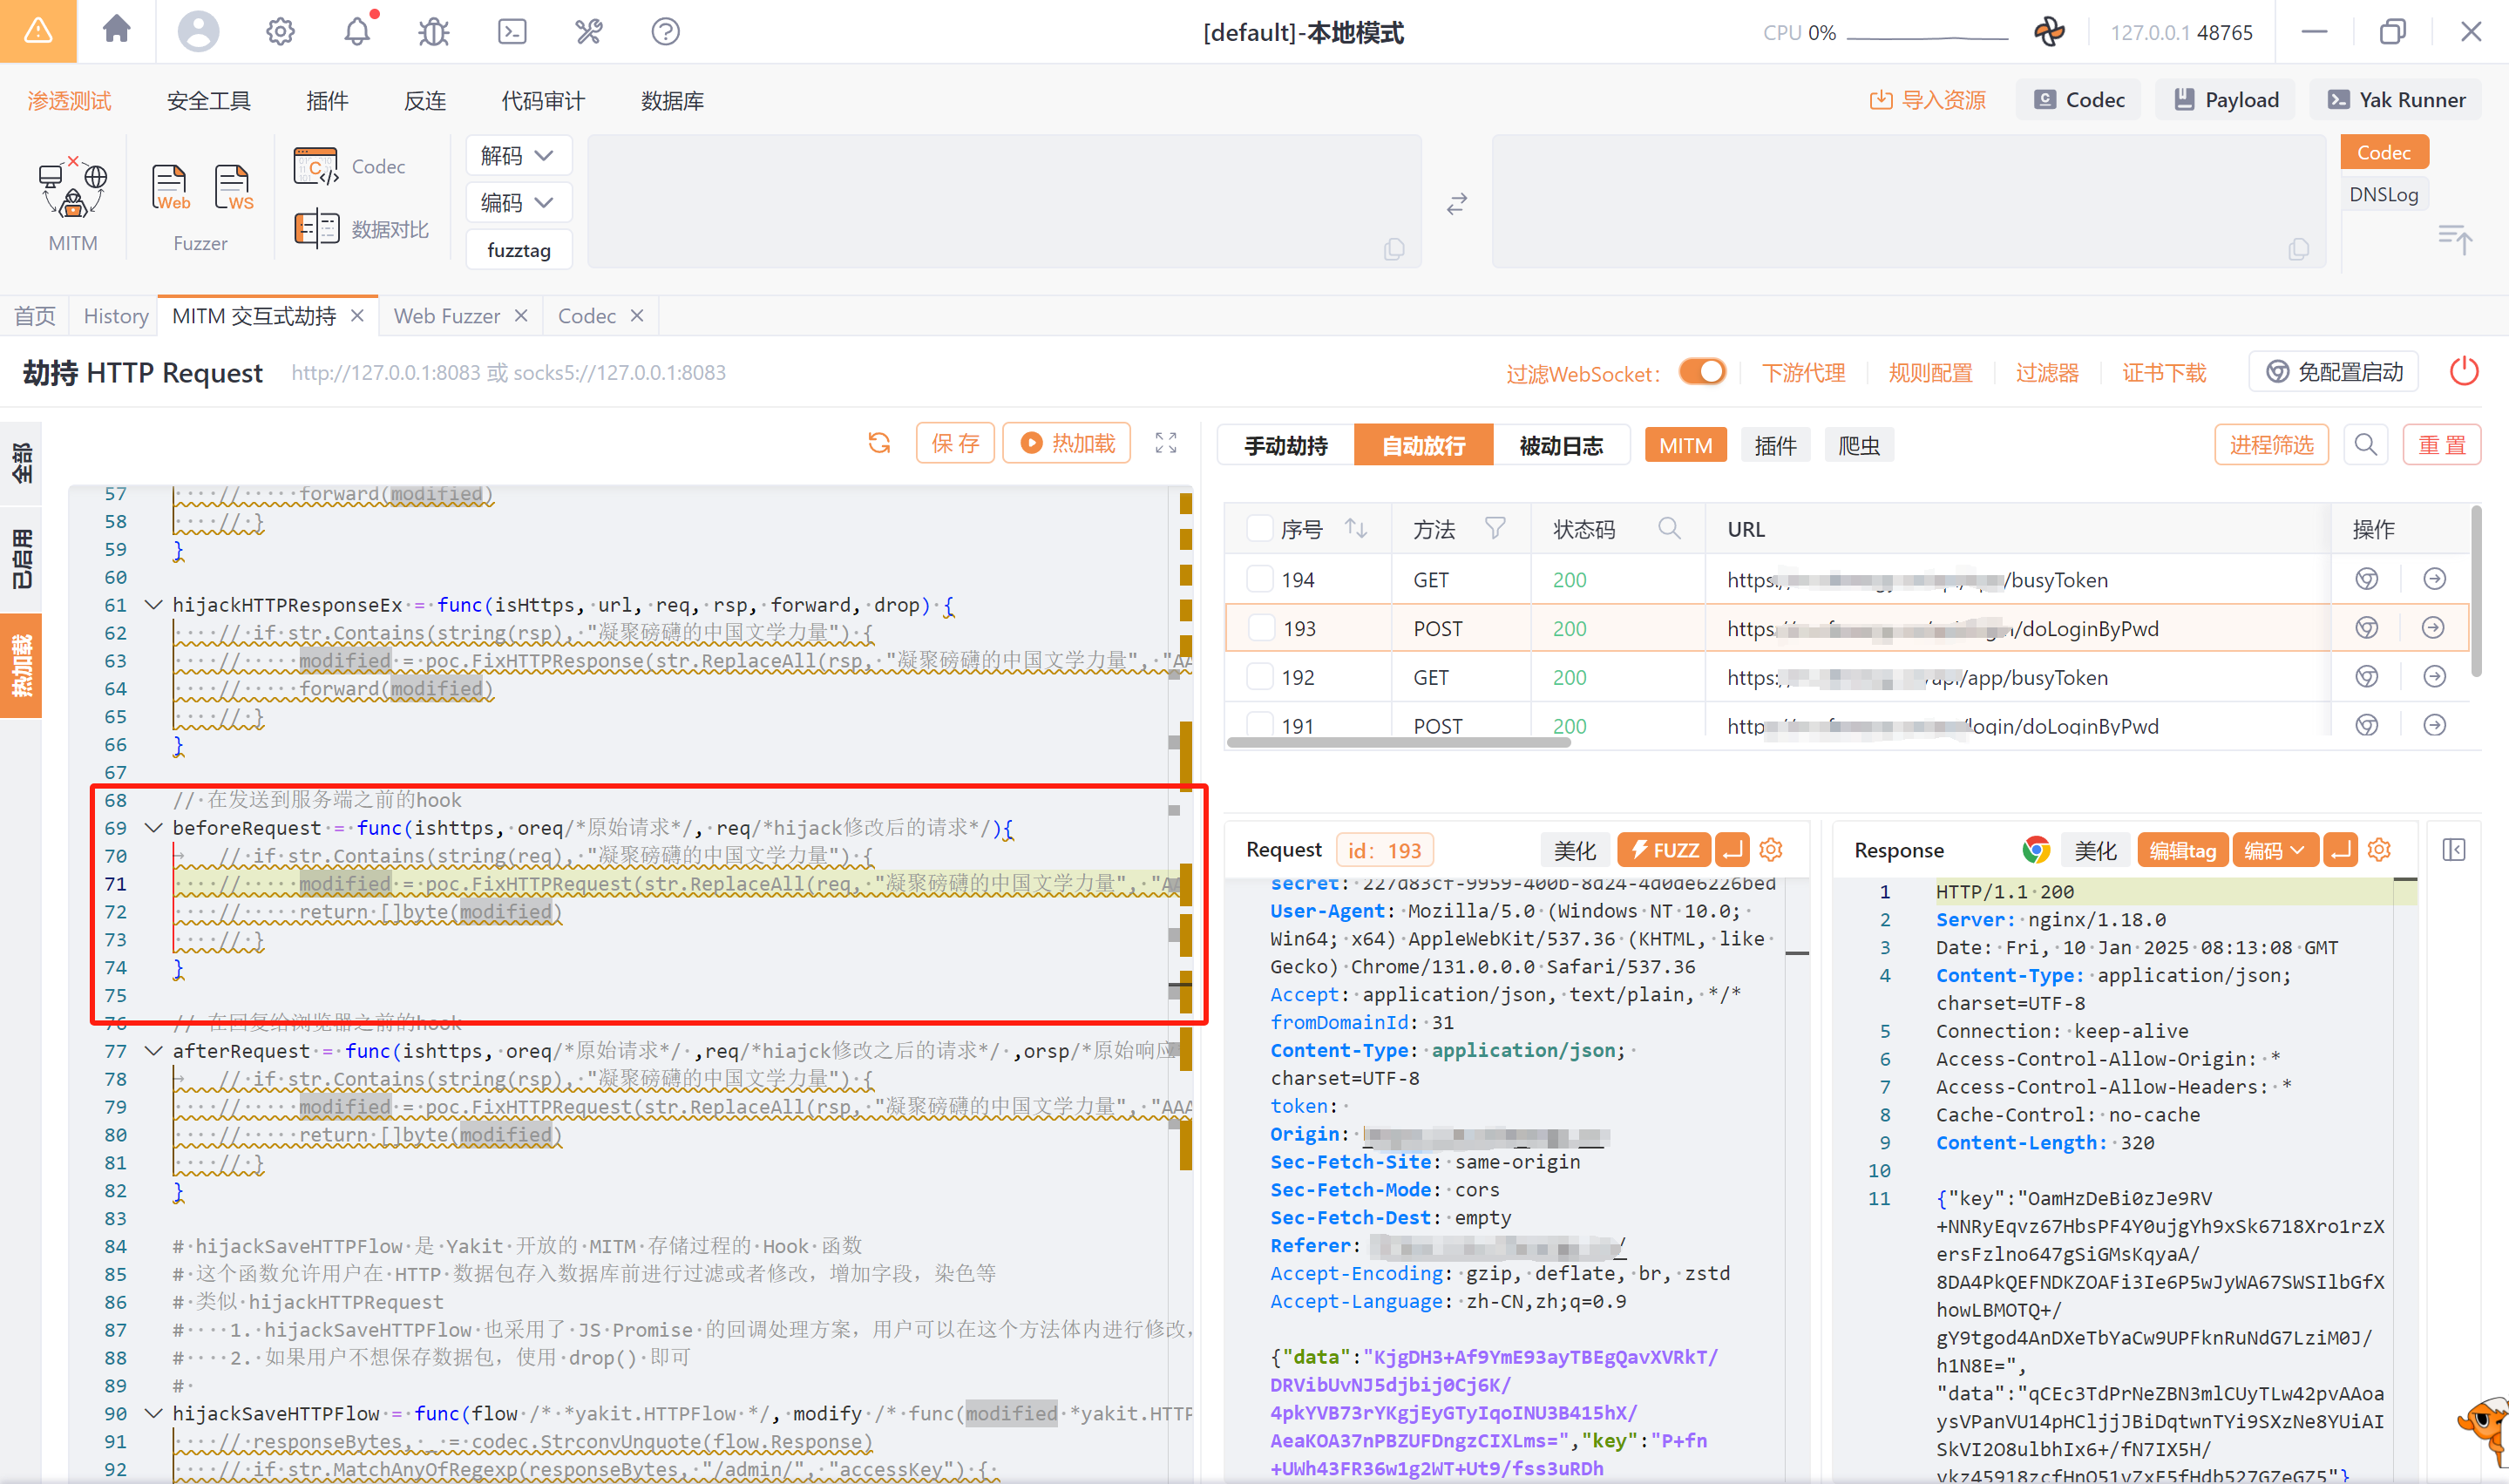 [default]-本地模式
CPU 0%
127.0.0.1 48765
渗透测试 安全工具 插件 反连 代码审计 数据库
导入资源 Codec Payload Yak Runner
MITM
Web WS
Fuzzer
Codec
数据对比
解码
编码
fuzztag
Codec
DNSLog
首页 History MITM 交互式劫持 Web Fuzzer Codec
劫持 HTTP Request http://127.0.0.1:8083 或 socks5://127.0.0.1:8083
过滤WebSocket: 下游代理 规则配置 过滤器 证书下载 免配置启动
全部
已启用
热加载
保存 热加载
57 // forward(modified)
58 // }
59 }
60
61 hijackHTTPResponseEx = func(isHttps, url, req, rsp, forward, drop) {
62 // if str.Contains(string(rsp), "凝聚磅礴的中国文学力量") {
63 // modified = poc.FixHTTPResponse(str.ReplaceAll(rsp, "凝聚磅礴的中国文学力量", "AA
64 // forward(modified)
65 // }
66 }
67
68 // 在发送到服务端之前的hook
69 beforeRequest = func(ishttps, oreq/*原始请求*/, req/*hijack修改后的请求*/){
70 // if str.Contains(string(req), "凝聚磅礴的中国文学力量") {
71 // modified = poc.FixHTTPRequest(str.ReplaceAll(req, "凝聚磅礴的中国文学力量", "AA
72 // return []byte(modified)
73 // }
74 }
75
76 // 在回复给浏览器之前的hook
77 afterRequest = func(ishttps, oreq/*原始请求*/ ,req/*hiajck修改之后的请求*/ ,orsp/*原始响应
78 // if str.Contains(string(rsp), "凝聚磅礴的中国文学力量") {
79 // modified = poc.FixHTTPRequest(str.ReplaceAll(rsp, "凝聚磅礴的中国文学力量", "AAA
80 // return []byte(modified)
81 // }
82 }
83
84 # hijackSaveHTTPFlow 是 Yakit 开放的 MITM 存储过程的 Hook 函数
85 # 这个函数允许用户在 HTTP 数据包存入数据库前进行过滤或者修改，增加字段，染色等
86 # 类似 hijackHTTPRequest
87 # 1. hijackSaveHTTPFlow 也采用了 JS Promise 的回调处理方案，用户可以在这个方法体内进行修改，
88 # 2. 如果用户不想保存数据包，使用 drop() 即可
89 #
90 hijackSaveHTTPFlow = func(flow /* *yakit.HTTPFlow */, modify /* func(modified *yakit.HTTP
91 // responseBytes, _ = codec.StrconvUnquote(flow.Response)
92 // if str.MatchAnyOfRegexp(responseBytes, "/admin/", "accessKey") {
手动劫持 自动放行 被动日志 MITM 插件 爬虫 进程筛选 重置
序号 方法 状态码 URL 操作
194 GET 200 https:/ /busyToken
193 POST 200 https: /doLoginByPwd
192 GET 200 https: /app/busyToken
191 POST 200 http /login/doLoginByPwd
Request id: 193 美化 FUZZ
secret: 227d83cf-9959-400b-8d24-4d0de6226bed
User-Agent: Mozilla/5.0 (Windows NT 10.0;
Win64; x64) AppleWebKit/537.36 (KHTML, like
Gecko) Chrome/131.0.0.0 Safari/537.36
Accept: application/json, text/plain, */*
fromDomainId: 31
Content-Type: application/json;
charset=UTF-8
token:
Origin:
Sec-Fetch-Site: same-origin
Sec-Fetch-Mode: cors
Sec-Fetch-Dest: empty
Referer: /
Accept-Encoding: gzip, deflate, br, zstd
Accept-Language: zh-CN,zh;q=0.9
{"data":"KjgDH3+Af9YmE93ayTBEgQavXVRkT/
DRVibUvNJ5djbij0Cj6K/
4pkYVB73rYKgjEyGTyIqoINU3B415hX/
AeaKOA37nPBZUFDngzCIXLms=","key":"P+fn
+UWh43FR36w1g2WT+Ut9/fss3uRDh
Response 美化 编辑tag 编码
1 HTTP/1.1 200
2 Server: nginx/1.18.0
3 Date: Fri, 10 Jan 2025 08:13:08 GMT
4 Content-Type: application/json;
charset=UTF-8
5 Connection: keep-alive
6 Access-Control-Allow-Origin: *
7 Access-Control-Allow-Headers: *
8 Cache-Control: no-cache
9 Content-Length: 320
10
11 {"key":"OamHzDeBi0zJe9RV
+NNRyEqvz67HbsPF4Y0ujgYh9xSk6718Xro1rzX
ersFzlno647gSiGMsKqyaA/
8DA4PkQEFNDKZOAFi3Ie6P5wJyWA67SWSIlbGfX
howLBMOTQ+/
gY9tgod4AnDXeTbYaCw9UPFknRuNdG7LziM0J/
h1N8E=",
"data":"qCEc3TdPrNeZBN3mlCUyTLw42pvAAoa
ysVPanVU14pHCljjJBiDqtwnTYi9SXzNe8YUiAI
SkVI2O8ulbhIx6+/fN7IX5H/
vkz45918zcfHnO51vZxE5fHdb527GZeGZ5"}